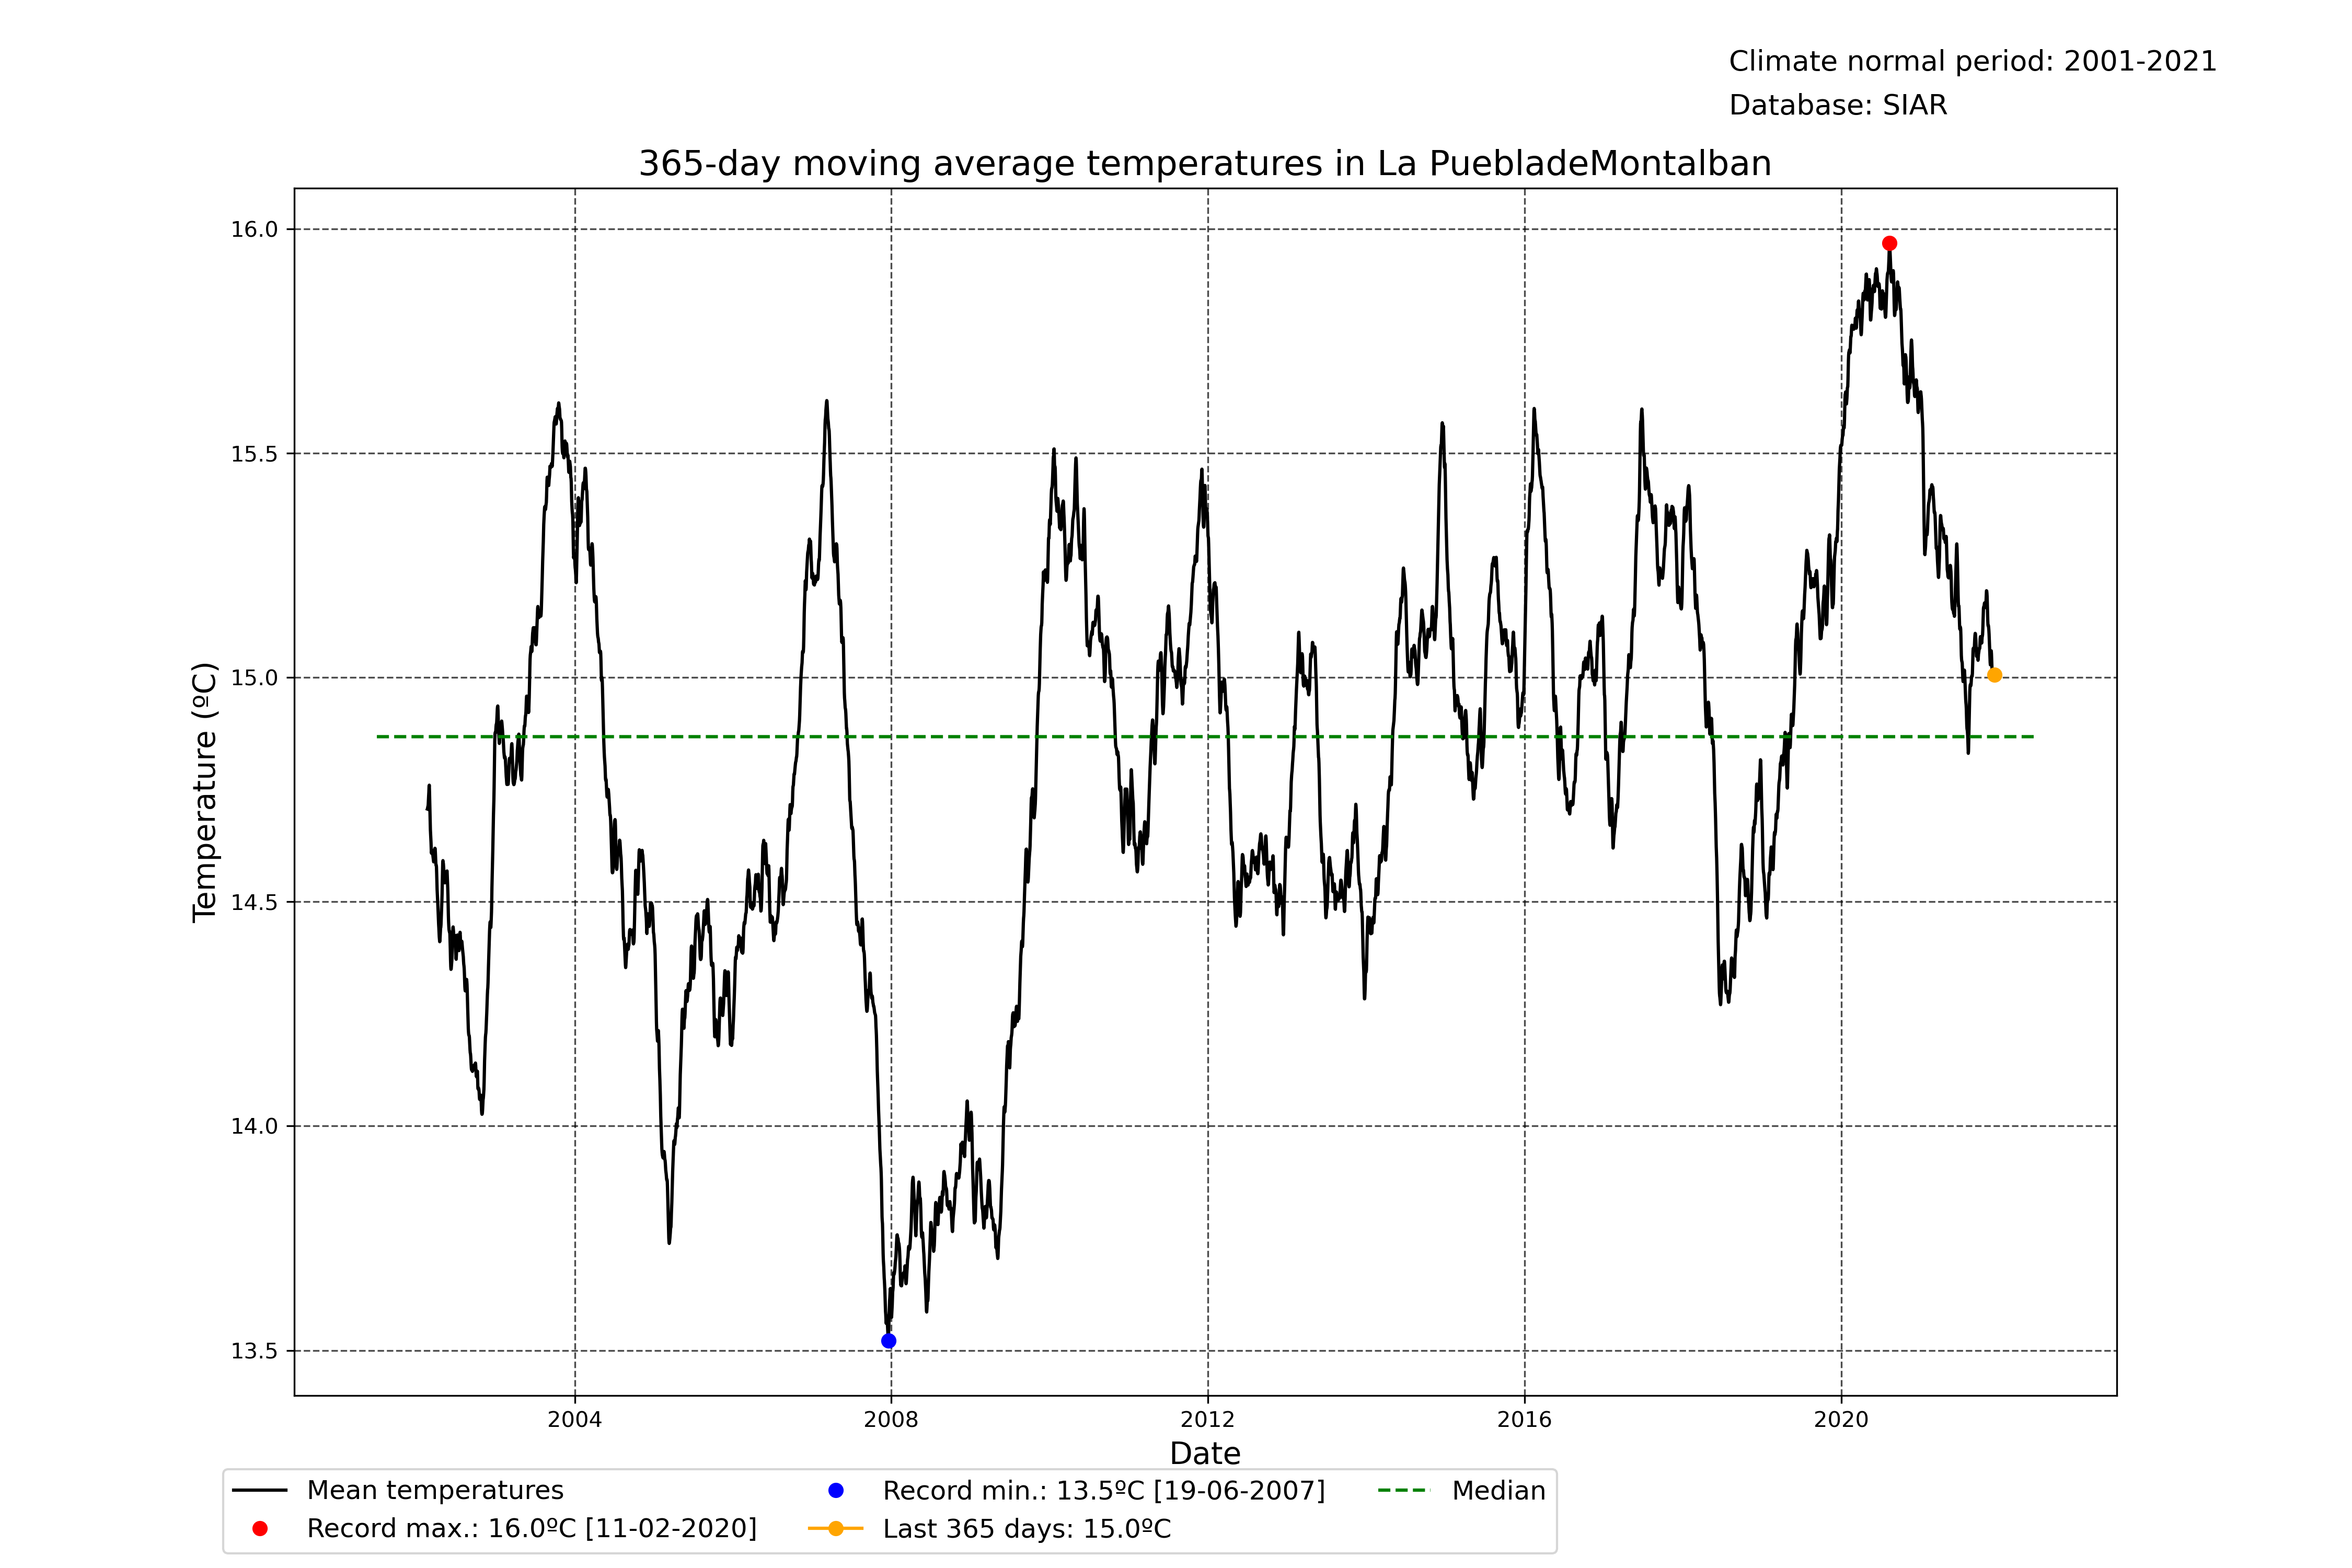 Climate normal period: 2001-2021
Database: SIAR
365-day moving average temperatures in La PuebladeMontalban
Temperature (ºC)
16.0
15.5
15.0
14.5
14.0
13.5
2004
2008
2012
2016
2020
Date
Mean temperatures
Record max.: 16.0ºC [11-02-2020]
Record min.: 13.5ºC [19-06-2007]
Last 365 days: 15.0ºC
Median